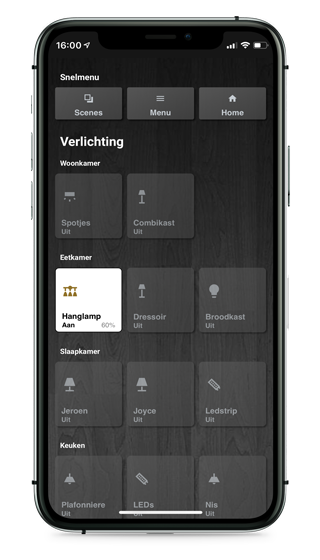 16:00
Snelmenu
Scenes Menu Home
Verlichting
Woonkamer
Spotjes Combikast
Uit Uit
Eetkamer
Hanglamp Dressoir Broodkast
Aan 60% Uit Uit
Slaapkamer
Jeroen Joyce Ledstrip
Uit Uit Uit
Keuken
Plafonniere LEDs Nis
Uit Uit Uit